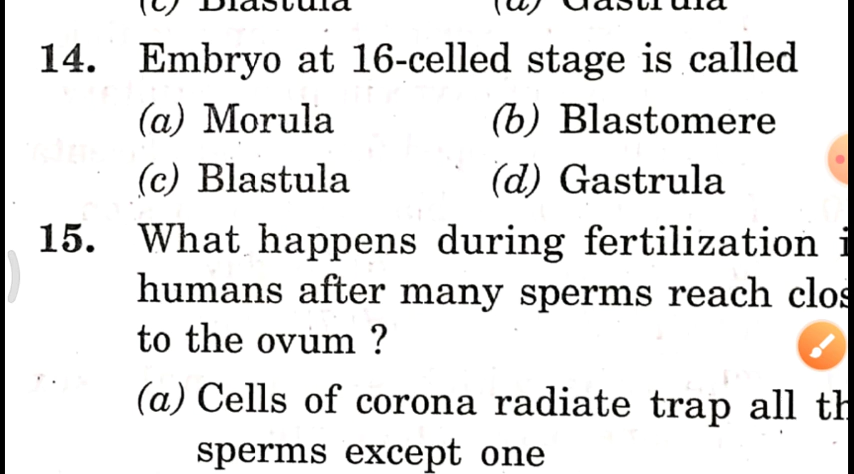 14. Embryo at 16-celled stage is called
(a) Morula (b) Blastomere
(c) Blastula (d) Gastrula
15. What happens during fertilization
humans after many sperms reach
to the ovum ?
(a) Cells of corona radiate trap all
sperms except one